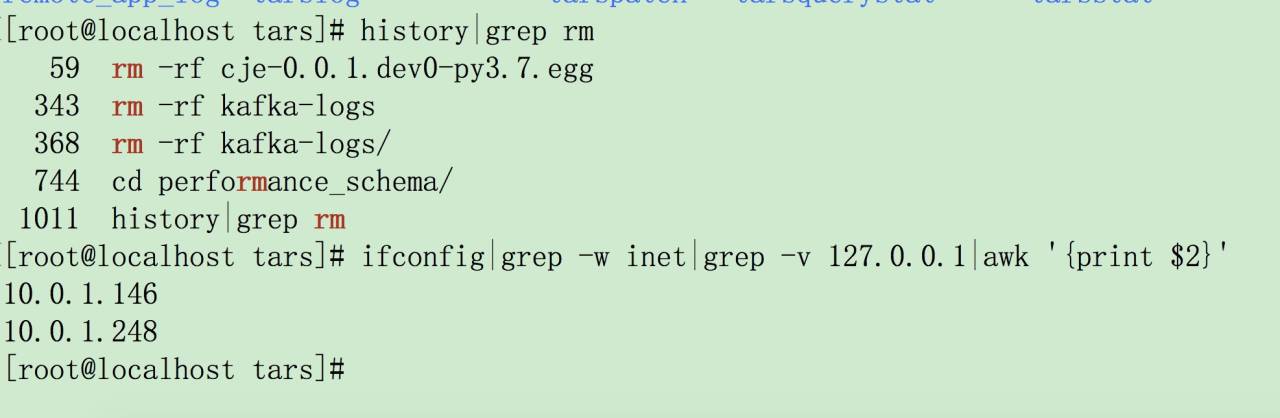 remote_app_log tarslog tarspatch tarsquerystat tarsstat
[root@localhost tars]# history|grep rm
59 rm -rf cje-0.0.1.dev0-py3.7.egg
343 rm -rf kafka-logs
368 rm -rf kafka-logs/
744 cd performance_schema/
1011 history|grep rm
[root@localhost tars]# ifconfig|grep -w inet|grep -v 127.0.0.1|awk '{print $2}'
10.0.1.146
10.0.1.248
[root@localhost tars]#